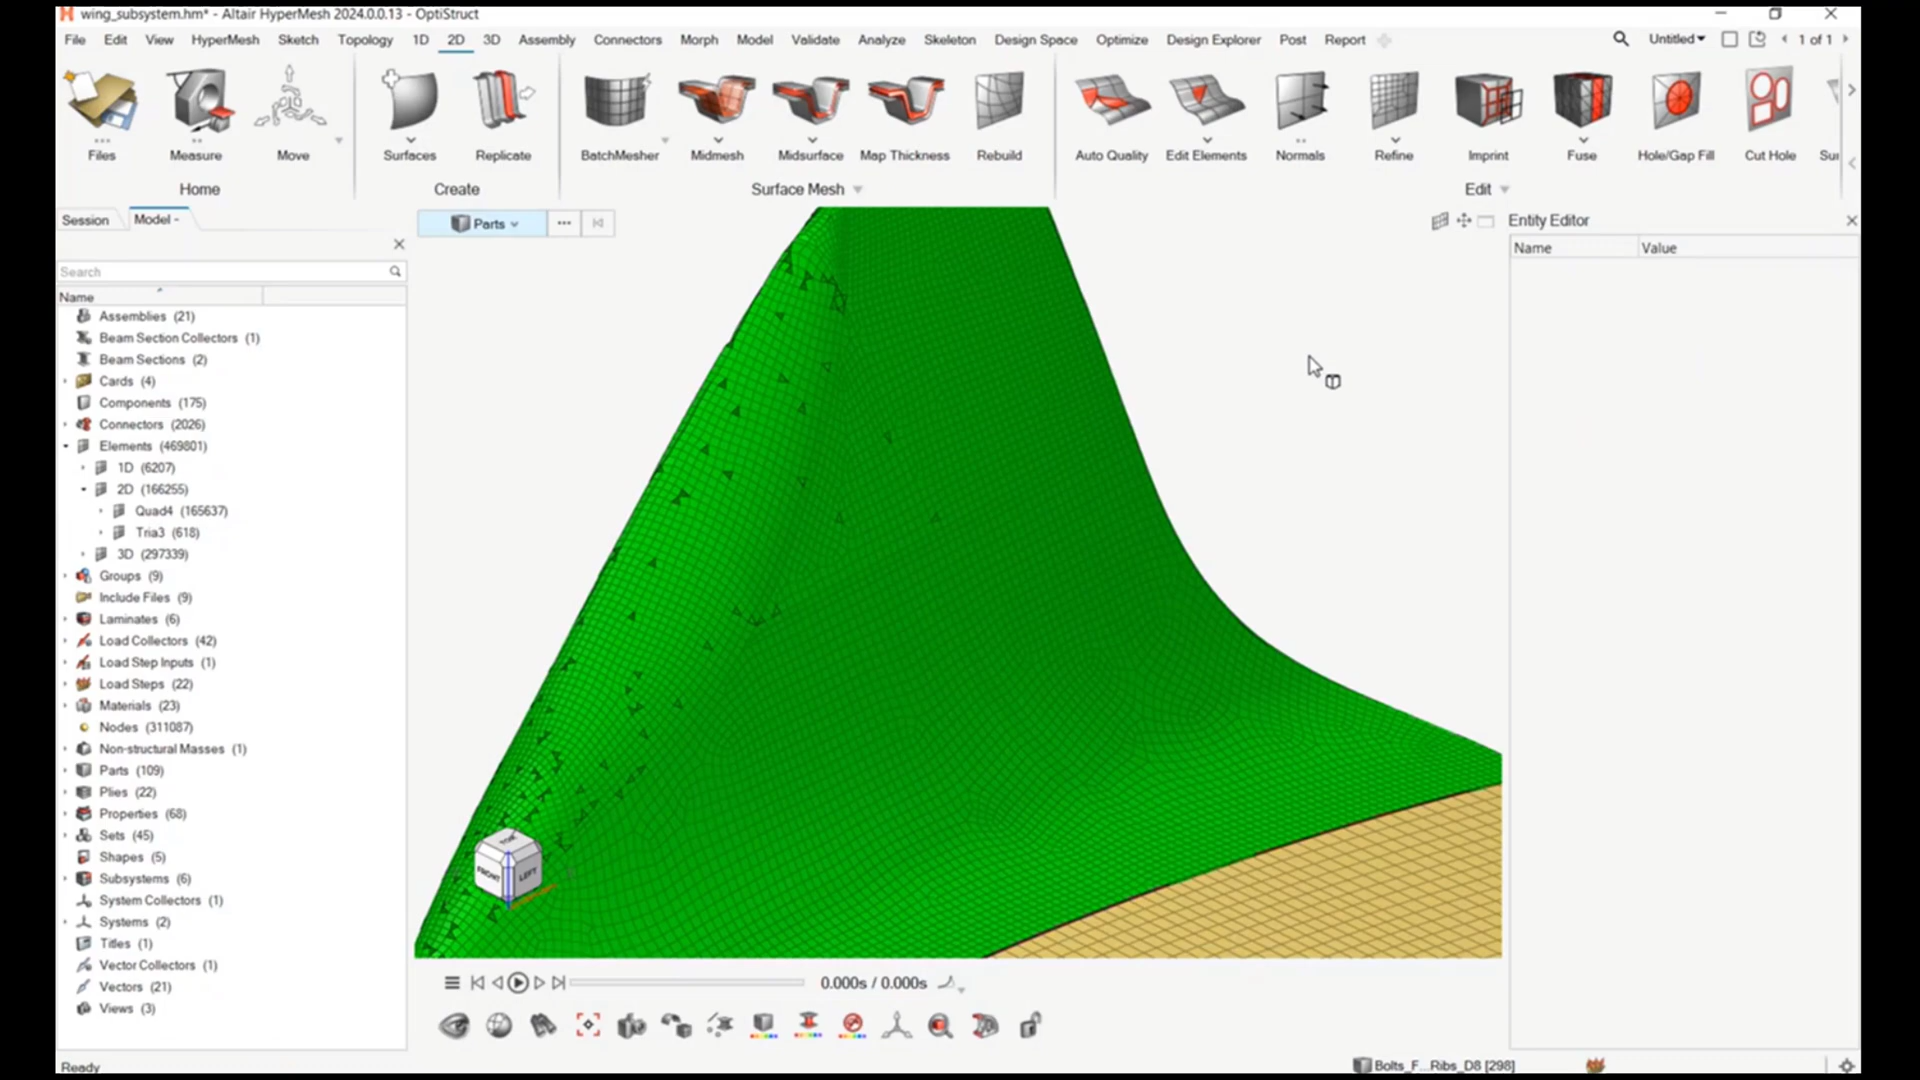 wing_subsystem.hm* - Altair HyperMesh 2024.0.0.13 - OptiStruct
File Edit View HyperMesh Sketch Topology 1D 2D 3D Assembly Connectors Morph Model Validate Analyze Skeleton Design Space Optimize Design Explorer Post Report Untitled 1 of 1
Files Measure Move Surfaces Replicate BatchMesher Midmesh Midsurface Map Thickness Rebuild Auto Quality Edit Elements Normals Refine Imprint Fuse Hole/Gap Fill Cut Hole
Home Create Surface Mesh Edit
Session Model - Parts Entity Editor
Name Value
Search
Name
Assemblies (21)
Beam Section Collectors (1)
Beam Sections (2)
Cards (4)
Components (175)
Connectors (2026)
Elements (469801)
1D (6207)
2D (166255)
Quad4 (165637)
Tria3 (618)
3D (297339)
Groups (9)
Include Files (9)
Laminates (6)
Load Collectors (42)
Load Step Inputs (1)
Load Steps (22)
Materials (23)
Nodes (311087)
Non-structural Masses (1)
Parts (109)
Plies (22)
Properties (68)
Sets (45)
Shapes (5)
Subsystems (6)
System Collectors (1)
Systems (2)
Titles (1)
Vector Collectors (1)
Vectors (21)
Views (3)
TOP
FRONT LEFT
0.000s / 0.000s
Ready Bolts_F...Ribs_D8 [298]